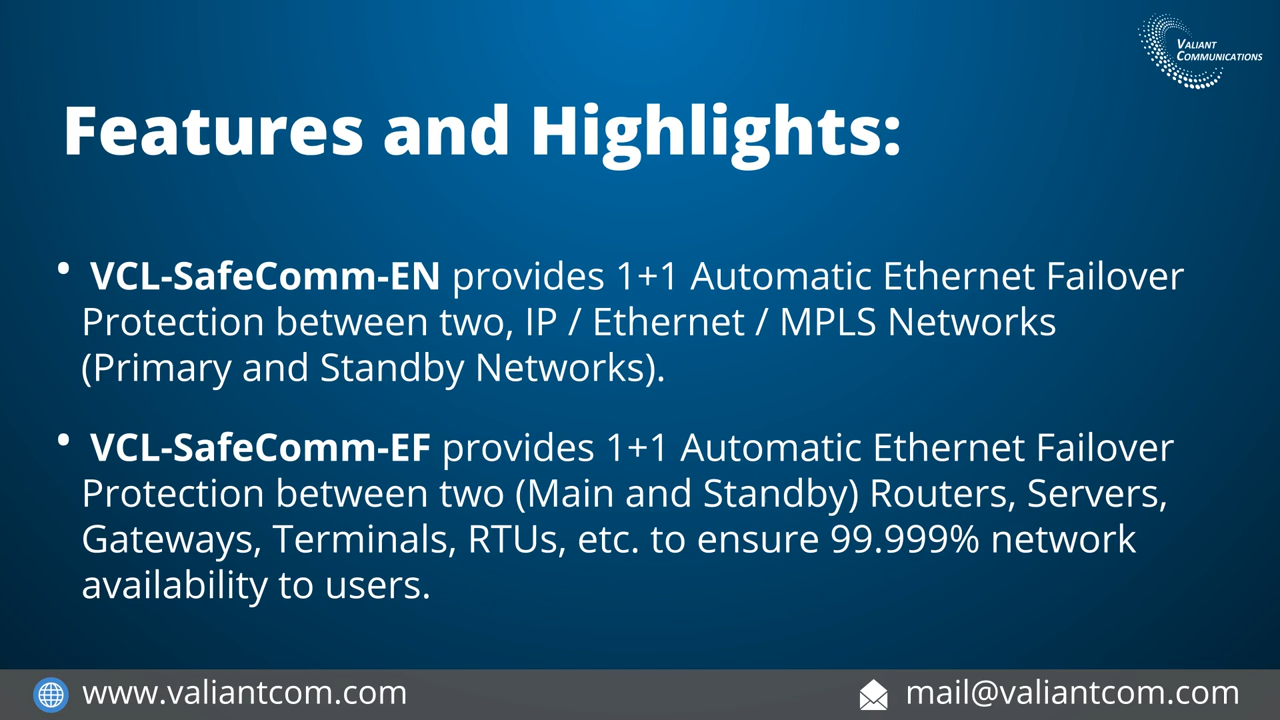 VALIANT
COMMUNICATIONS
Features and Highlights:
• VCL-SafeComm-EN provides 1+1 Automatic Ethernet Failover
Protection between two, IP / Ethernet / MPLS Networks
(Primary and Standby Networks).
• VCL-SafeComm-EF provides 1+1 Automatic Ethernet Failover
Protection between two (Main and Standby) Routers, Servers,
Gateways, Terminals, RTUs, etc. to ensure 99.999% network
availability to users.
www.valiantcom.com
mail@valiantcom.com